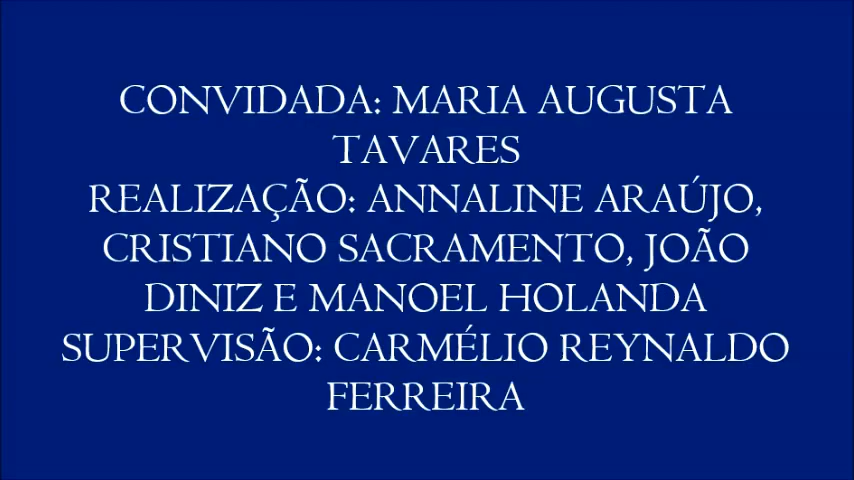 CONVIDADA: MARIA AUGUSTA
TAVARES
REALIZAÇÃO: ANNALINE ARAÚJO,
CRISTIANO SACRAMENTO, JOÃO
DINIZ E MANOEL HOLANDA
SUPERVISÃO: CARMÉLIO REYNALDO
FERREIRA